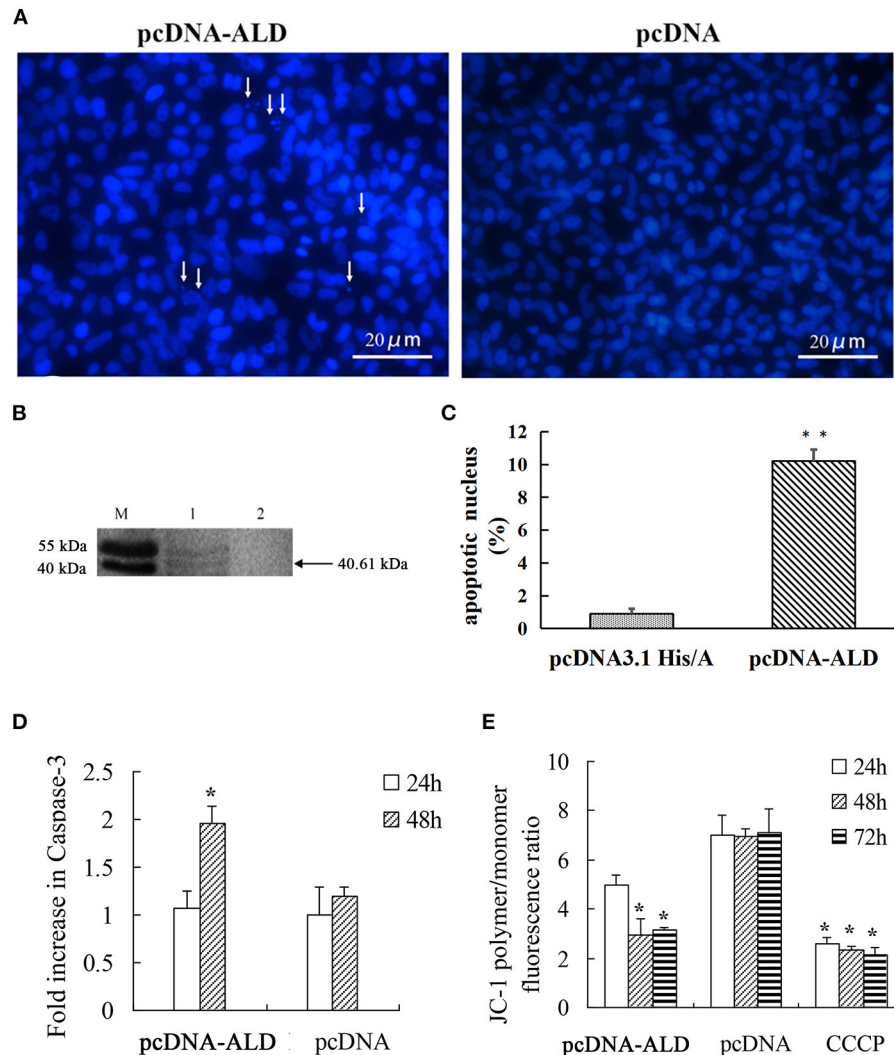 A
pcDNA-ALD
pcDNA
20 μm
20 μm
B
M 1 2
55 kDa
40 kDa
40.61 kDa
C
apoptotic nucleus
(%)
12
10
8
6
4
2
0
* *
pcDNA3.1 His/A
pcDNA-ALD
D
Fold increase in Caspase-3
2.5
2
1.5
1
0.5
0
*
24h
48h
pcDNA-ALD
pcDNA
E
JC-1 polymer/monomer
fluorescence ratio
10
8
6
4
2
0
* *
* * *
24h
48h
72h
pcDNA-ALD
pcDNA
CCCP